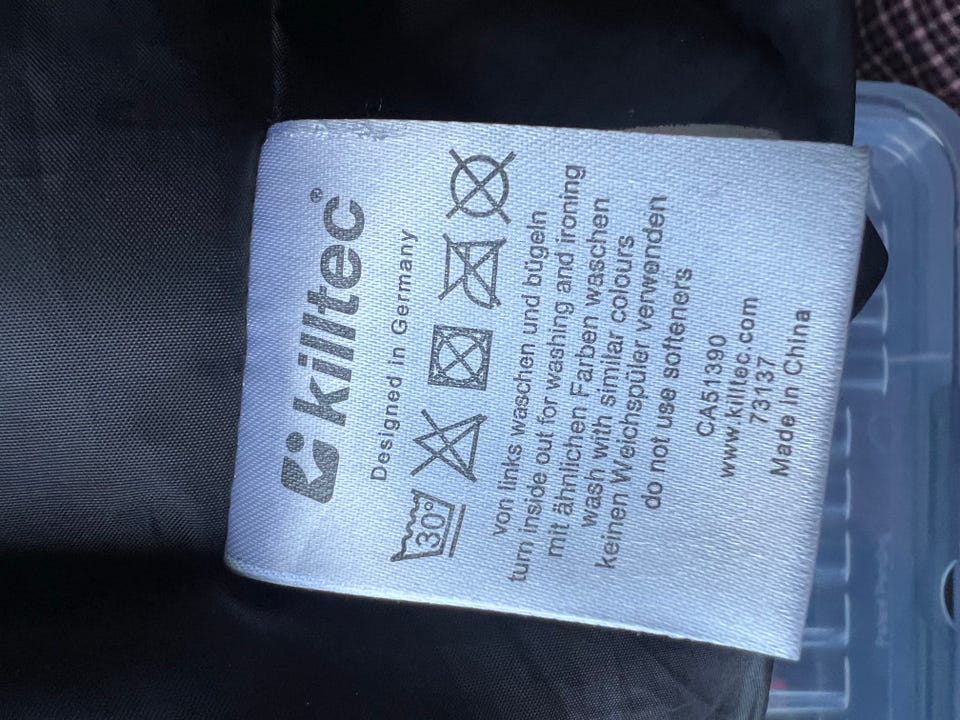 killtec®
Designed in Germany
30°
von links waschen und bügeln
turn inside out for washing and ironing
mit ähnlichen Farben waschen
wash with similar colours
keinen Weichspüler verwenden
do not use softeners
CA51390
www.killtec.com
73137
Made in China